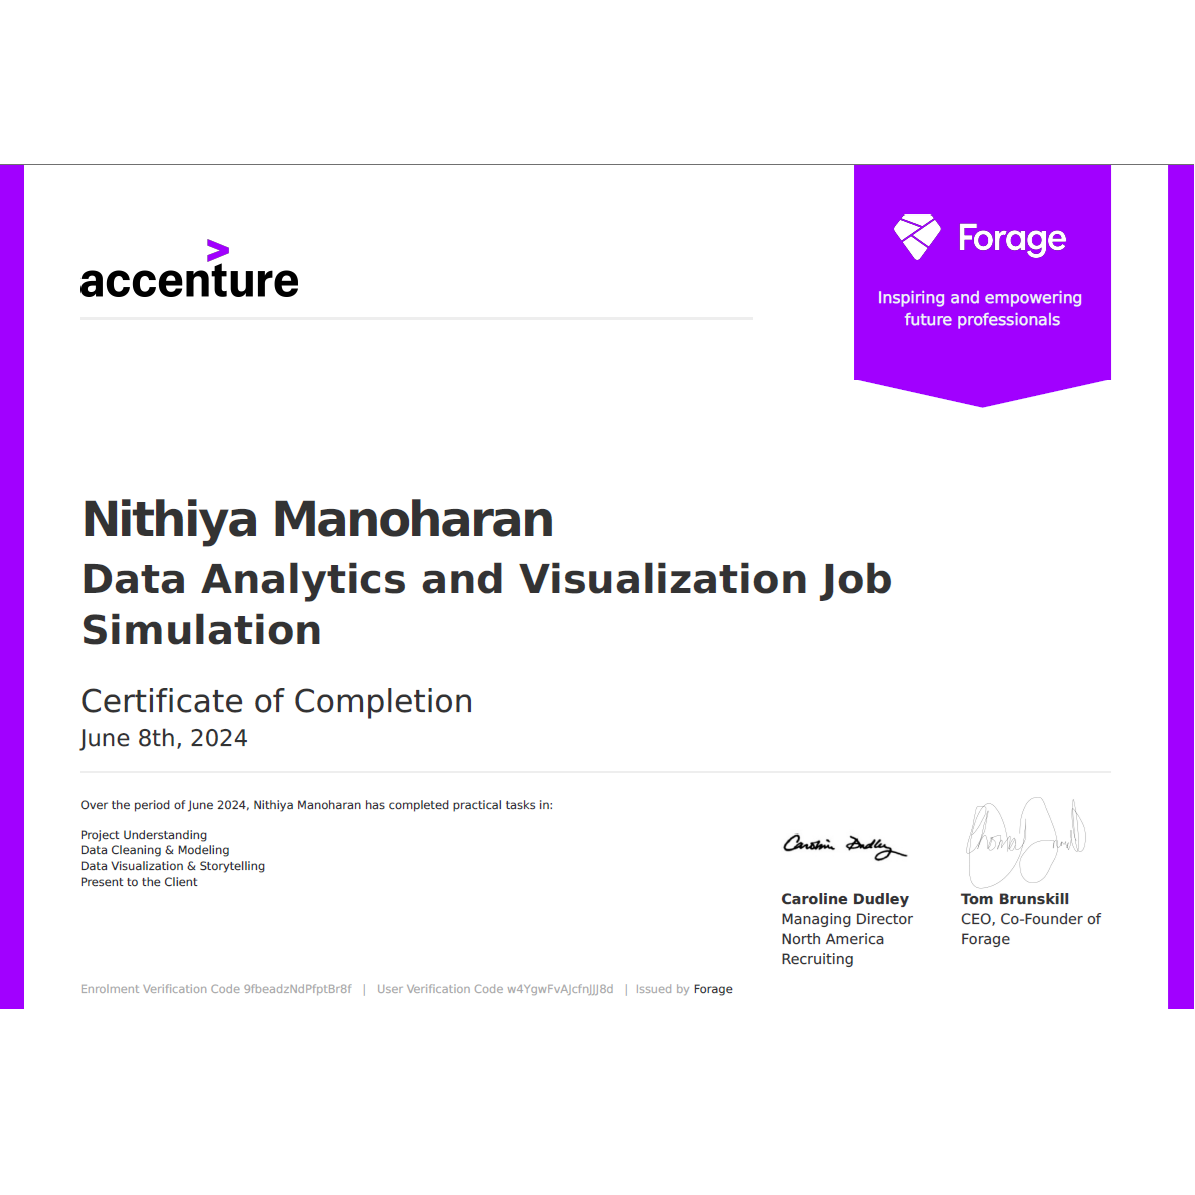 accenture
Forage
Inspiring and empowering
future professionals
Nithiya Manoharan
Data Analytics and Visualization Job
Simulation
Certificate of Completion
June 8th, 2024
Over the period of June 2024, Nithiya Manoharan has completed practical tasks in:
Project Understanding
Data Cleaning & Modeling
Data Visualization & Storytelling
Present to the Client
Caroline Dudley
Caroline Dudley
Managing Director
North America
Recruiting
Tom Brunskill
CEO, Co-Founder of
Forage
Enrolment Verification Code 9fbeadzNdPfptBr8f | User Verification Code w4YgwFvAJcfnJJJ8d | Issued by Forage